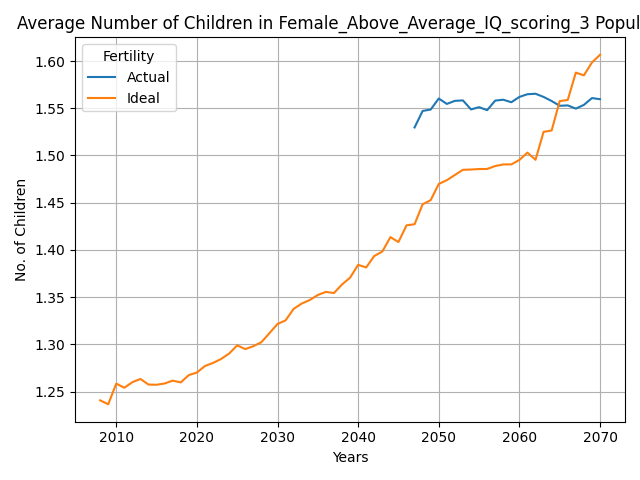 Average Number of Children in Female_Above_Average_IQ_scoring_3 Popul
Fertility
Actual
Ideal
No. of Children
1.60
1.55
1.50
1.45
1.40
1.35
1.30
1.25
2010 2020 2030 2040 2050 2060 2070
Years